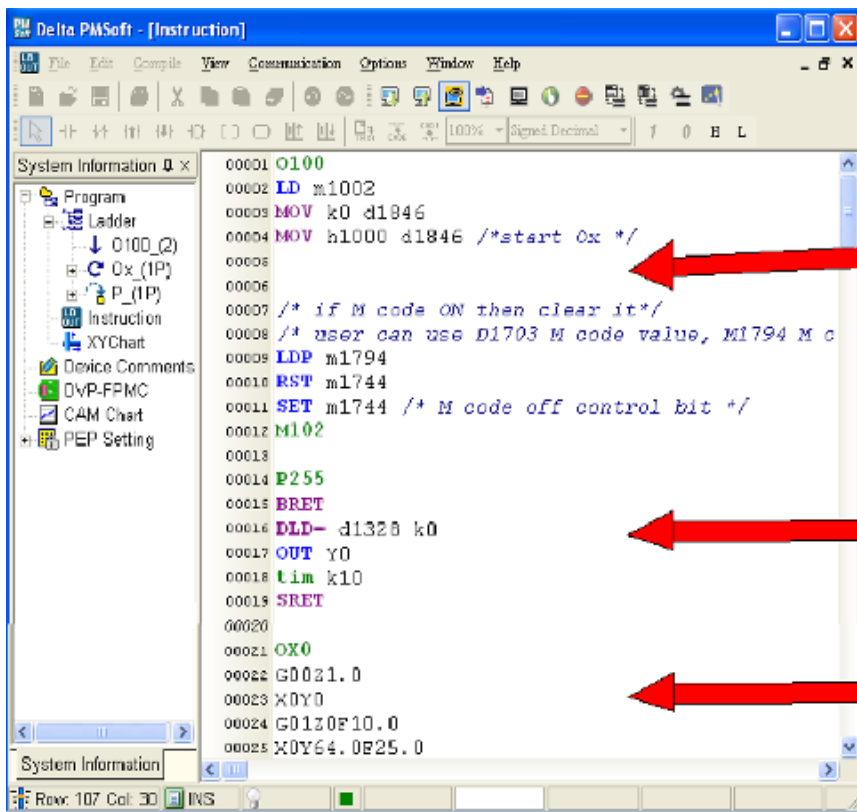 Delta PMSoft - [Instruction]
File Edit Compile View Communication Options Window Help
100% Signed Decimal 1 0 H L
System Information
Program
Ladder
O100_(2)
Ox_(1P)
P_(1P)
Instruction
XYChart
Device Comments
DVP-FPMC
CAM Chart
PEP Setting
System Information
00001 O100
00002 LD m1002
00003 MOV k0 d1846
00004 MOV h1000 d1846 /*start Ox */
00005
00006
00007 /* if M code ON then clear it*/
00008 /* user can use D1703 M code value, M1794 M c
00009 LDP m1794
00010 RST m1744
00011 SET m1744 /* M code off control bit */
00012 M102
00013
00014 P255
00015 BRET
00016 DLD= d1328 k0
00017 OUT Y0
00018 tim k10
00019 SRET
00020
00021 OX0
00022 G00Z1.0
00023 X0Y0
00024 G01Z0F10.0
00025 X0Y64.0F25.0
Row: 107 Col: 30 INS